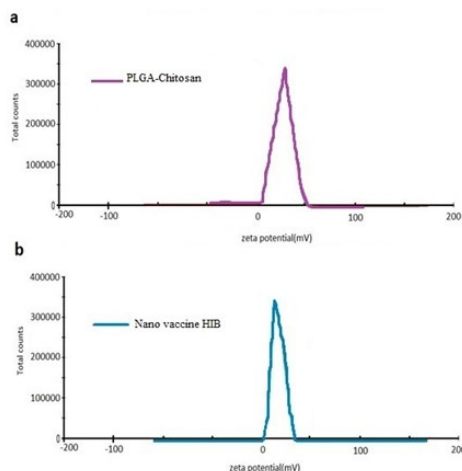 a
400000
300000
200000
100000
0
Total counts
PLGA-Chitosan
-200 -100 0 100 200
zeta potential(mV)
b
400000
300000
200000
100000
0
Total counts
Nano vaccine HIB
-200 -100 0 100 200
zeta potential(mV)